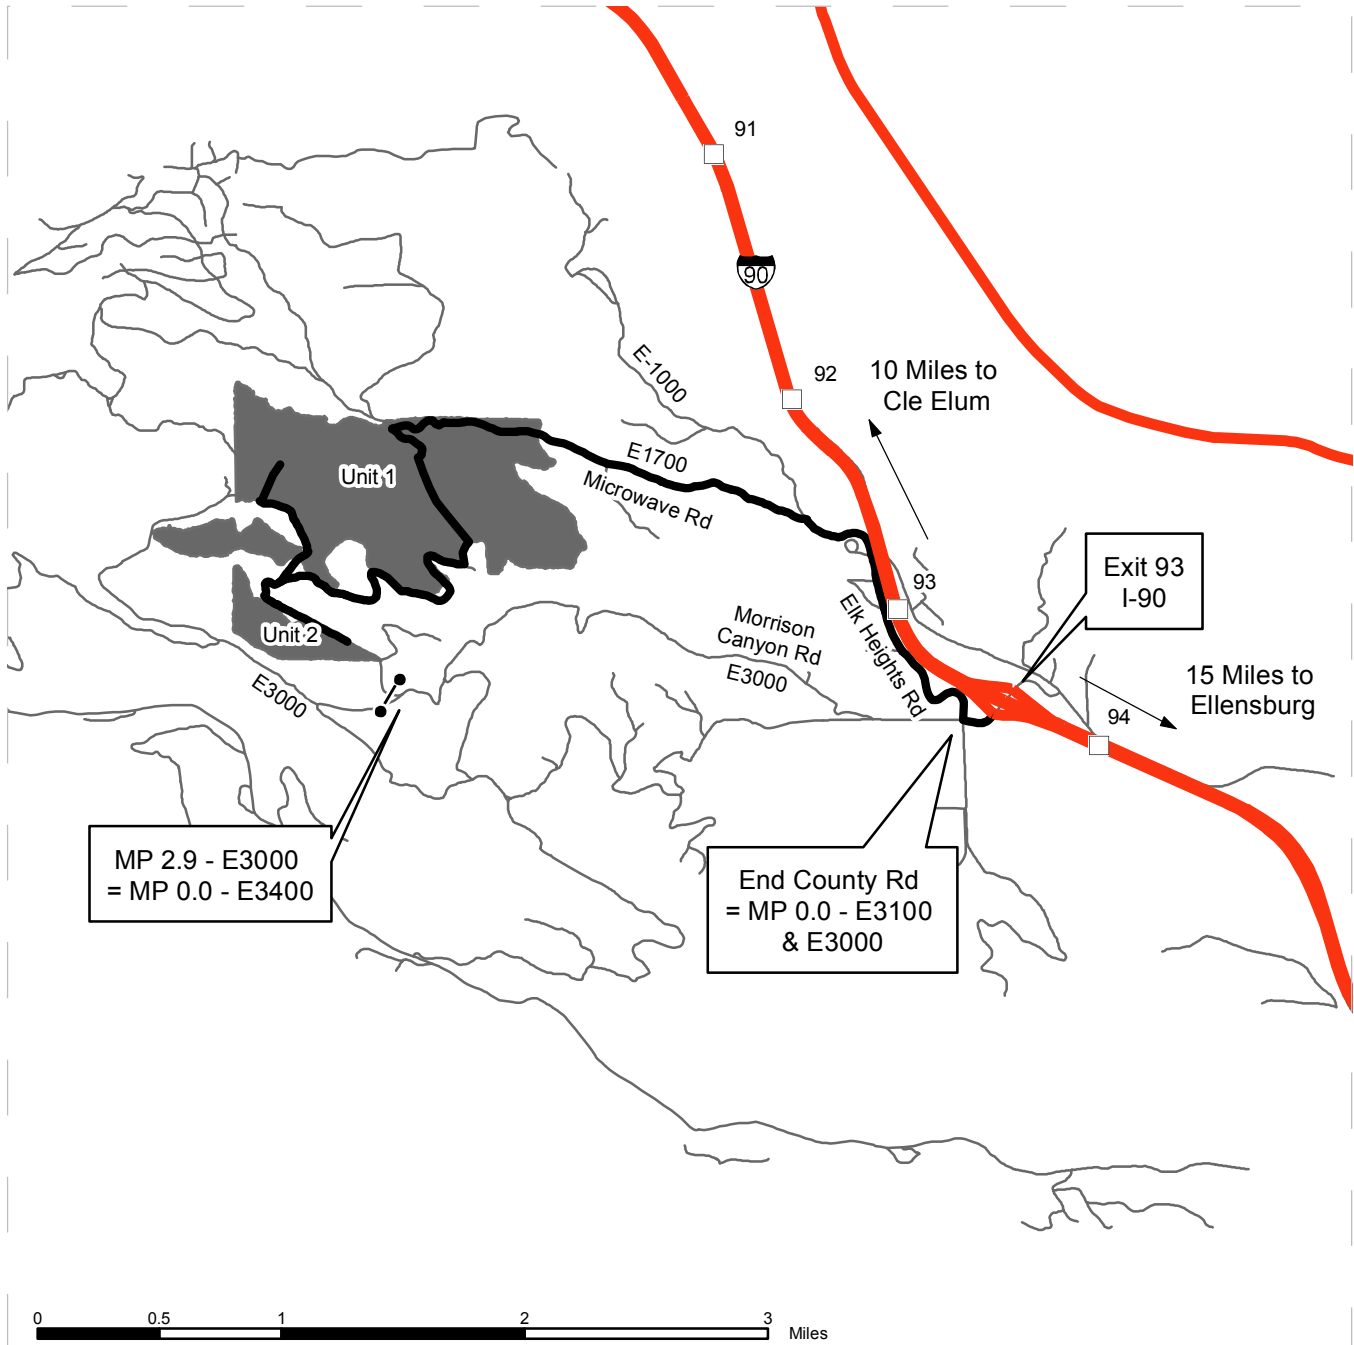 91
90
92
10 Miles to
Cle Elum
E-1000
E1700
Microwave Rd
Unit 1
93
Exit 93
I-90
Elk Heights Rd
Morrison
Canyon Rd
E3000
Unit 2
E3000
15 Miles to
Ellensburg
94
MP 2.9 - E3000
= MP 0.0 - E3400
End County Rd
= MP 0.0 - E3100
& E3000
0 0.5 1 2 3
Miles